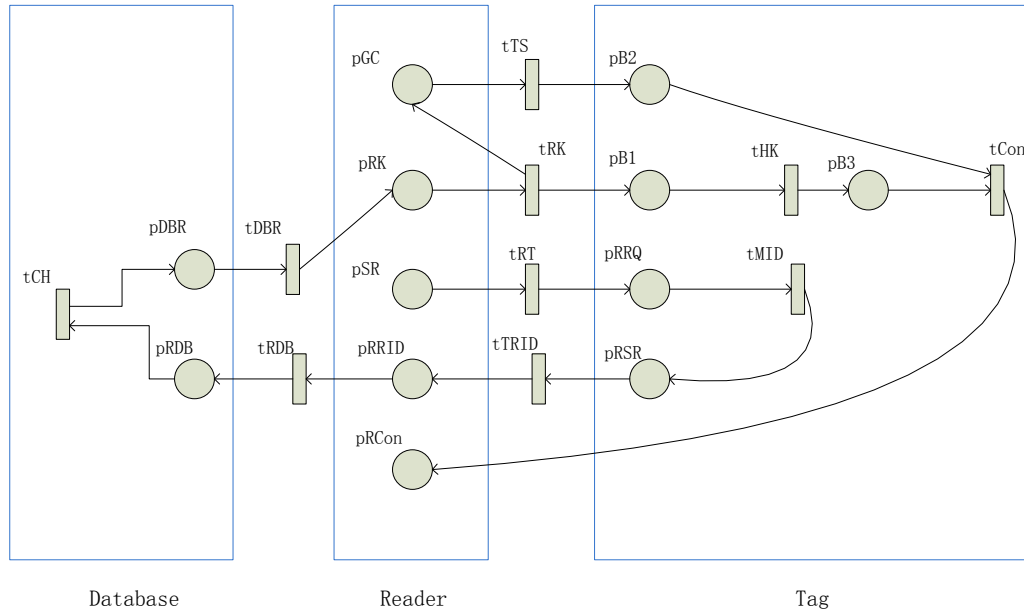 tTS
pGC
pB2
tRK
tHK
tCon
pRK
pB1
pB3
pDBR
tDBR
tRT
pRRQ
tMID
tCH
pSR
pRDB
tRDB
pRRID
tTRID
pRSR
pRCon
Database
Reader
Tag